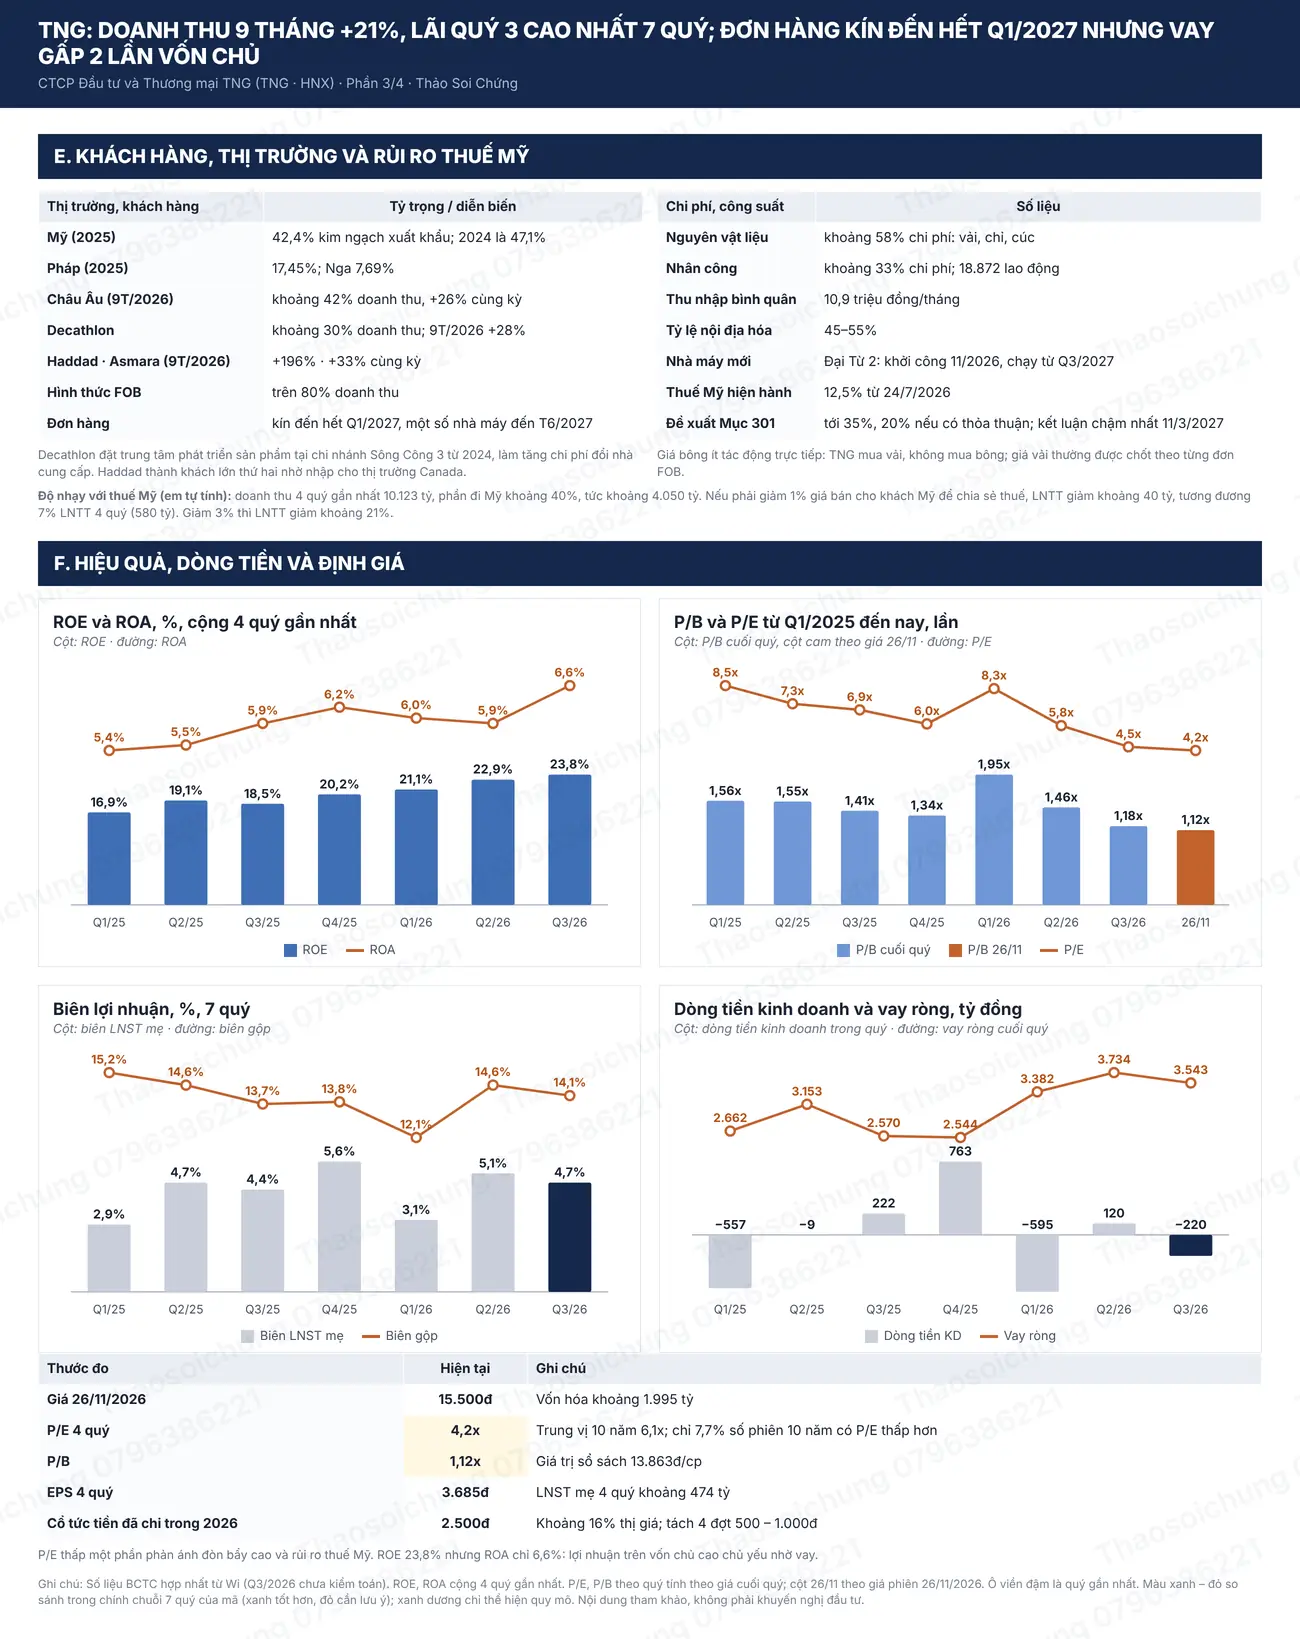 TNG: DOANH THU 9 THÁNG +21%, LÃI QUÝ 3 CAO NHẤT 7 QUÝ; ĐƠN HÀNG KÍN ĐẾN HẾT Q1/2027 NHƯNG VAY
GẤP 2 LẦN VỐN CHỦ
CTCP Đầu tư và Thương mại TNG (TNG · HNX) · Phần 3/4 · Thảo Soi Chứng
E. KHÁCH HÀNG, THỊ TRƯỜNG VÀ RỦI RO THUẾ MỸ
Thị trường, khách hàng Tỷ trọng / diễn biến
Mỹ (2025) 42,4% kim ngạch xuất khẩu; 2024 là 47,1%
Pháp (2025) 17,45%; Nga 7,69%
Châu Âu (9T/2026) khoảng 42% doanh thu, +26% cùng kỳ
Decathlon khoảng 30% doanh thu; 9T/2026 +28%
Haddad · Asmara (9T/2026) +196% · +33% cùng kỳ
Hình thức FOB trên 80% doanh thu
Đơn hàng kín đến hết Q1/2027, một số nhà máy đến T6/2027
Decathlon đặt trung tâm phát triển sản phẩm tại chi nhánh Sông Công 3 từ 2024, làm tăng chi phí đổi nhà
cung cấp. Haddad thành khách lớn thứ hai nhờ nhập cho thị trường Canada.
Chi phí, công suất Số liệu
Nguyên vật liệu khoảng 58% chi phí: vải, chỉ, cúc
Nhân công khoảng 33% chi phí; 18.872 lao động
Thu nhập bình quân 10,9 triệu đồng/tháng
Tỷ lệ nội địa hóa 45–55%
Nhà máy mới Đại Từ 2: khởi công 11/2026, chạy từ Q3/2027
Thuế Mỹ hiện hành 12,5% từ 24/7/2026
Đề xuất Mục 301 tới 35%, 20% nếu có thỏa thuận; kết luận chậm nhất 11/3/2027
Giá bông ít tác động trực tiếp: TNG mua vải, không mua bông; giá vải thường được chốt theo từng đơn
FOB.
Độ nhạy với thuế Mỹ (em tự tính): doanh thu 4 quý gần nhất 10.123 tỷ, phần đi Mỹ khoảng 40%, tức khoảng 4.050 tỷ. Nếu phải giảm 1% giá bán cho khách Mỹ để chia sẻ thuế, LNTT giảm khoảng 40 tỷ, tương đương
7% LNTT 4 quý (580 tỷ). Giảm 3% thì LNTT giảm khoảng 21%.
F. HIỆU QUẢ, DÒNG TIỀN VÀ ĐỊNH GIÁ
ROE và ROA, %, cộng 4 quý gần nhất
Cột: ROE · đường: ROA
5,4% 5,5% 5,9% 6,2% 6,0% 5,9% 6,6%
16,9% 19,1% 18,5% 20,2% 21,1% 22,9% 23,8%
Q1/25 Q2/25 Q3/25 Q4/25 Q1/26 Q2/26 Q3/26
ROE ROA
P/B và P/E từ Q1/2025 đến nay, lần
Cột: P/B cuối quý, cột cam theo giá 26/11 · đường: P/E
8,5x 7,3x 6,9x 6,0x 8,3x 5,8x 4,5x 4,2x
1,56x 1,55x 1,41x 1,34x 1,95x 1,46x 1,18x 1,12x
Q1/25 Q2/25 Q3/25 Q4/25 Q1/26 Q2/26 Q3/26 26/11
P/B cuối quý P/B 26/11 P/E
Biên lợi nhuận, %, 7 quý
Cột: biên LNST mẹ · đường: biên gộp
15,2% 14,6% 13,7% 13,8% 12,1% 14,6% 14,1%
2,9% 4,7% 4,4% 5,6% 3,1% 5,1% 4,7%
Q1/25 Q2/25 Q3/25 Q4/25 Q1/26 Q2/26 Q3/26
Biên LNST mẹ Biên gộp
Dòng tiền kinh doanh và vay ròng, tỷ đồng
Cột: dòng tiền kinh doanh trong quý · đường: vay ròng cuối quý
2.662 3.153 2.570 2.544 3.382 3.734 3.543
−557 −9 222 763 −595 120 −220
Q1/25 Q2/25 Q3/25 Q4/25 Q1/26 Q2/26 Q3/26
Dòng tiền KD Vay ròng
Thước đo Hiện tại Ghi chú
Giá 26/11/2026 15.500đ Vốn hóa khoảng 1.995 tỷ
P/E 4 quý 4,2x Trung vị 10 năm 6,1x; chỉ 7,7% số phiên 10 năm có P/E thấp hơn
P/B 1,12x Giá trị sổ sách 13.863đ/cp
EPS 4 quý 3.685đ LNST mẹ 4 quý khoảng 474 tỷ
Cổ tức tiền đã chi trong 2026 2.500đ Khoảng 16% thị giá; tách 4 đợt 500 – 1.000đ
P/E thấp một phần phản ánh đòn bẩy cao và rủi ro thuế Mỹ. ROE 23,8% nhưng ROA chỉ 6,6%: lợi nhuận trên vốn chủ cao chủ yếu nhờ vay.
Ghi chú: Số liệu BCTC hợp nhất từ Wi (Q3/2026 chưa kiểm toán). ROE, ROA cộng 4 quý gần nhất. P/E, P/B theo quý tính theo giá cuối quý; cột 26/11 theo giá phiên 26/11/2026. Ô viền đậm là quý gần nhất. Màu xanh – đỏ so
sánh trong chính chuỗi 7 quý của mã (xanh tốt hơn, đỏ cần lưu ý); xanh dương chỉ thể hiện quy mô. Nội dung tham khảo, không phải khuyến nghị đầu tư.
Thaosoichung 0796386221